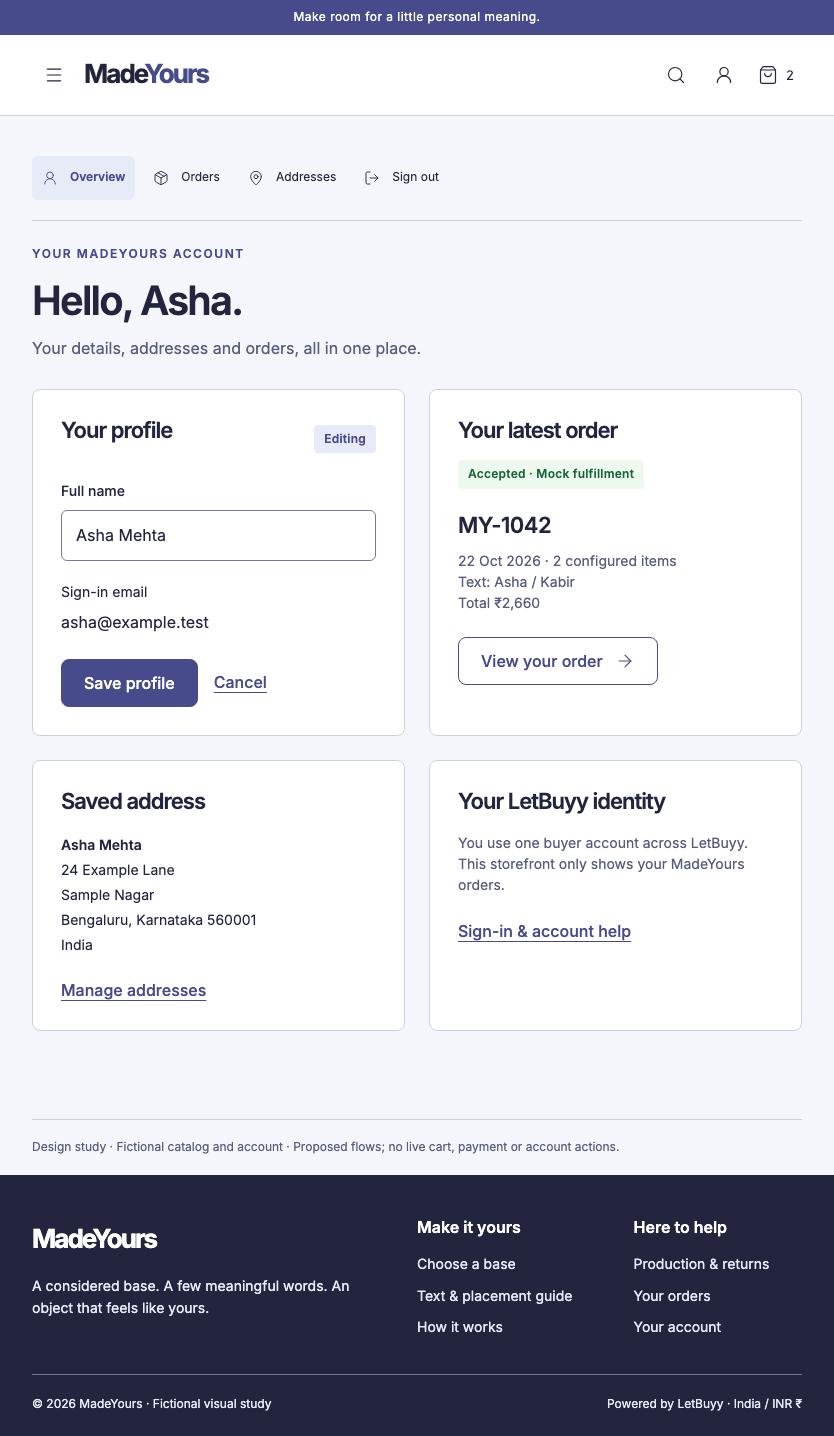 Make room for a little personal meaning.
MadeYours
2
Overview
Orders
Addresses
Sign out
YOUR MADEYOURS ACCOUNT
Hello, Asha.
Your details, addresses and orders, all in one place.
Your profile
Editing
Full name
Asha Mehta
Sign-in email
asha@example.test
Save profile
Cancel
Your latest order
Accepted · Mock fulfillment
MY-1042
22 Oct 2026 · 2 configured items
Text: Asha / Kabir
Total ₹2,660
View your order
Saved address
Asha Mehta
24 Example Lane
Sample Nagar
Bengaluru, Karnataka 560001
India
Manage addresses
Your LetBuyy identity
You use one buyer account across LetBuyy.
This storefront only shows your MadeYours
orders.
Sign-in & account help
Design study · Fictional catalog and account · Proposed flows; no live cart, payment or account actions.
MadeYours
A considered base. A few meaningful words. An
object that feels like yours.
Make it yours
Choose a base
Text & placement guide
How it works
Here to help
Production & returns
Your orders
Your account
© 2026 MadeYours · Fictional visual study
Powered by LetBuyy · India / INR ₹